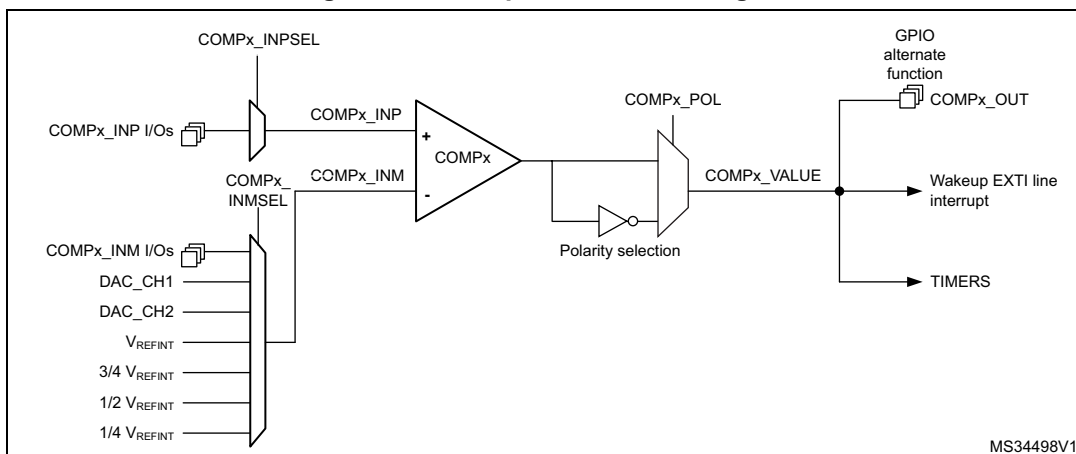 COMPx_INPSEL
GPIO
alternate
function
COMPx_POL
COMPx_OUT
COMPx_INP
COMPx_INP I/Os
+
COMPx
-
COMPx_INM
COMPx_
INMSEL
COMPx_VALUE
Wakeup EXTI line
interrupt
Polarity selection
COMPx_INM I/Os
DAC_CH1
TIMERS
DAC_CH2
VREFINT
3/4 VREFINT
1/2 VREFINT
1/4 VREFINT
MS34498V1